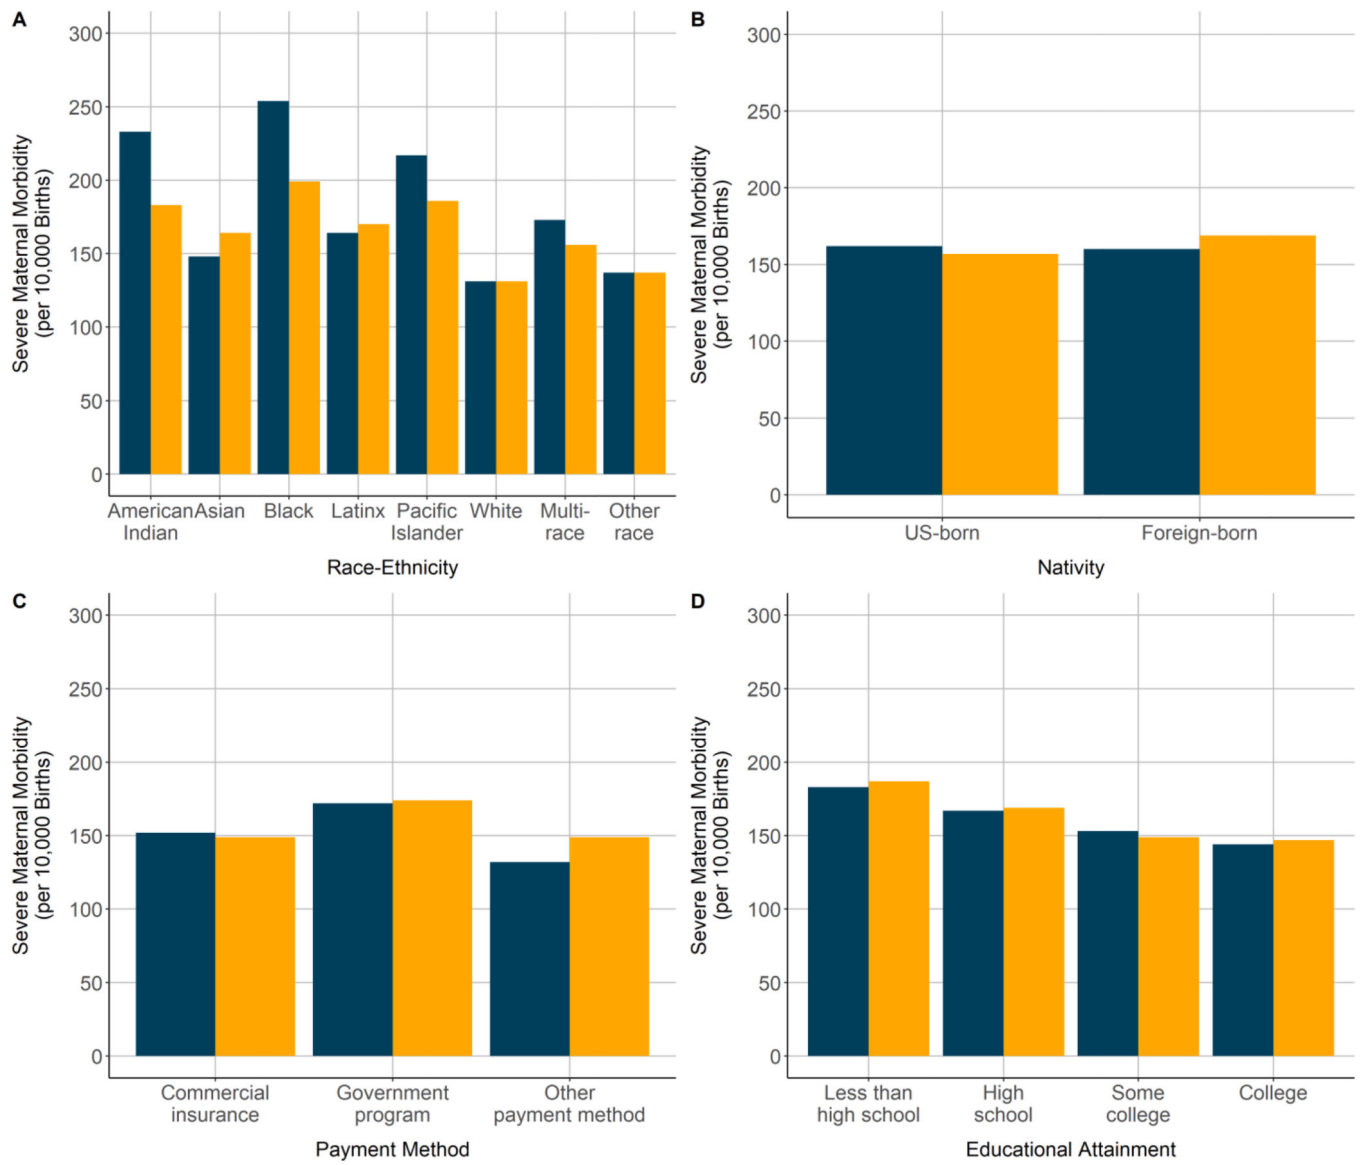 A
Severe Maternal Morbidity
(per 10,000 Births)
300
250
200
150
100
50
0
American
Indian
Asian
Black
Latinx
Pacific
Islander
White
Multi-
race
Other
race
Race-Ethnicity
B
Severe Maternal Morbidity
(per 10,000 Births)
300
250
200
150
100
50
0
US-born
Foreign-born
Nativity
C
Severe Maternal Morbidity
(per 10,000 Births)
300
250
200
150
100
50
0
Commercial
insurance
Government
program
Other
payment method
Payment Method
D
Severe Maternal Morbidity
(per 10,000 Births)
300
250
200
150
100
50
0
Less than
high school
High
school
Some
college
College
Educational Attainment